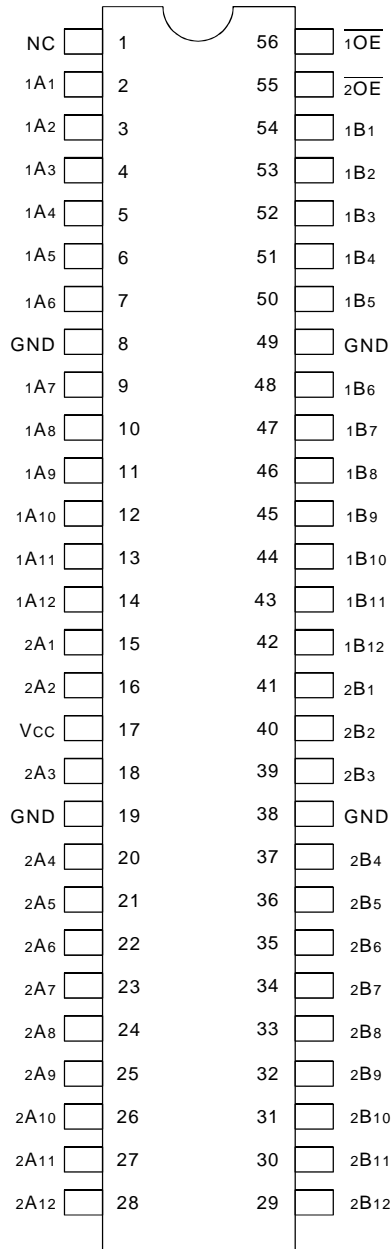 NC 1 56 1OE
1A1 2 55 2OE
1A2 3 54 1B1
1A3 4 53 1B2
1A4 5 52 1B3
1A5 6 51 1B4
1A6 7 50 1B5
GND 8 49 GND
1A7 9 48 1B6
1A8 10 47 1B7
1A9 11 46 1B8
1A10 12 45 1B9
1A11 13 44 1B10
1A12 14 43 1B11
2A1 15 42 1B12
2A2 16 41 2B1
VCC 17 40 2B2
2A3 18 39 2B3
GND 19 38 GND
2A4 20 37 2B4
2A5 21 36 2B5
2A6 22 35 2B6
2A7 23 34 2B7
2A8 24 33 2B8
2A9 25 32 2B9
2A10 26 31 2B10
2A11 27 30 2B11
2A12 28 29 2B12